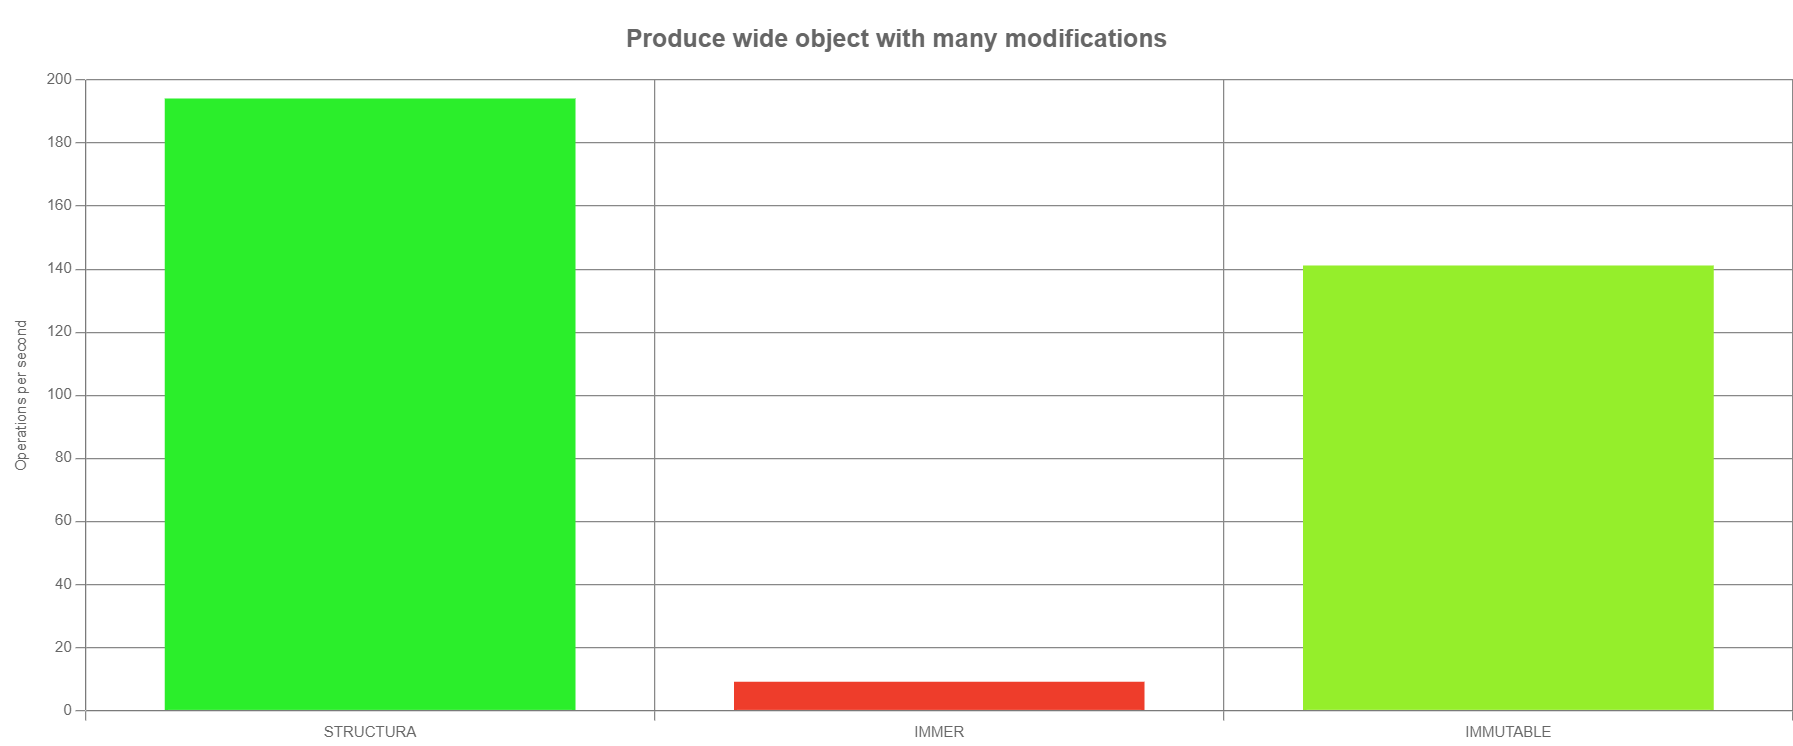 Produce wide object with many modifications
200
180
160
140
120
100
80
60
40
20
0
Operations per second
STRUCTURA
IMMER
IMMUTABLE